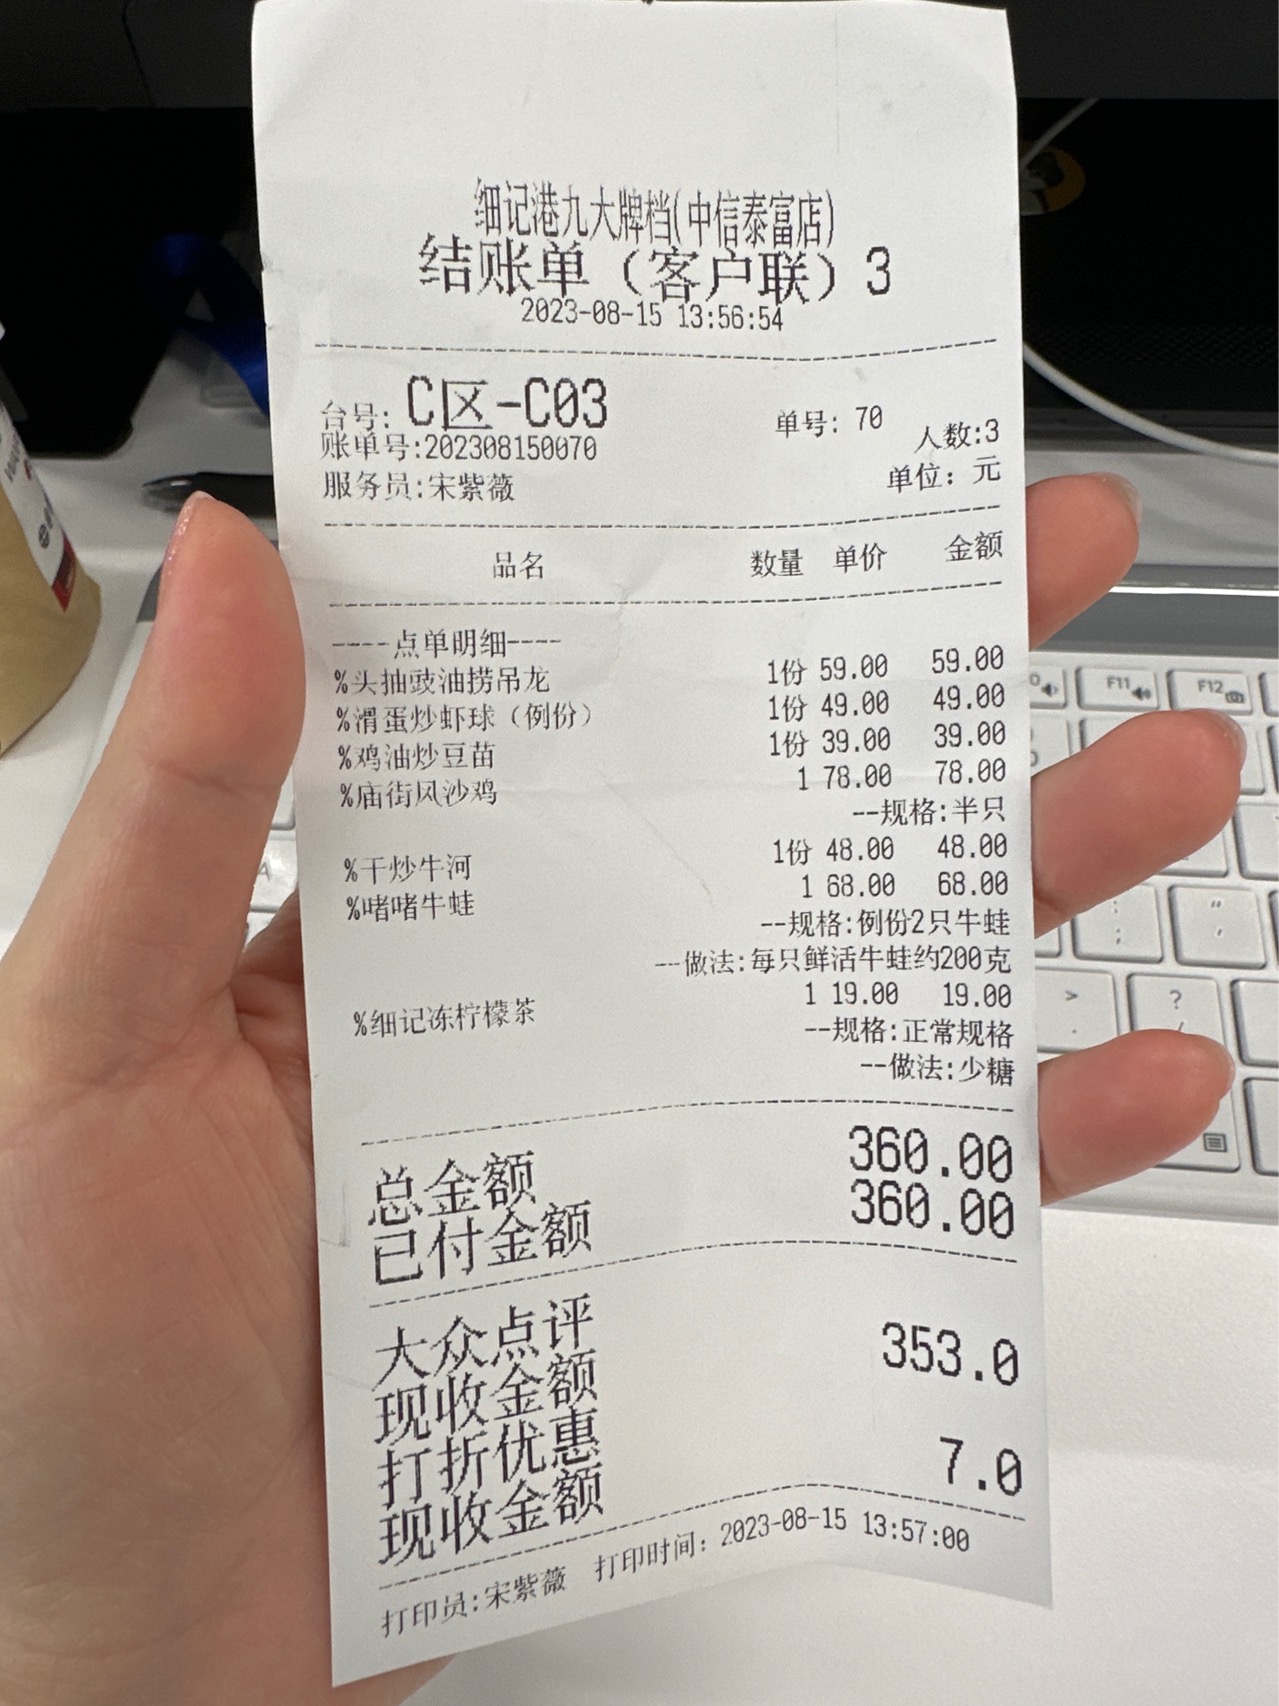 细记港九大牌档(中信泰富店)
结账单（客户联）3
2023-08-15 13:56:54
台号: C区-C03 单号: 70 人数:3
账单号:202308150070
服务员:宋紫薇 单位: 元
品名 数量 单价 金额
----点单明细----
%头抽豉油捞吊龙 1份 59.00 59.00
%滑蛋炒虾球（例份） 1份 49.00 49.00
%鸡油炒豆苗 1份 39.00 39.00
%庙街风沙鸡 1 78.00 78.00
--规格:半只
%干炒牛河 1份 48.00 48.00
%啫啫牛蛙 1 68.00 68.00
--规格:例份2只牛蛙
--做法:每只鲜活牛蛙约200克
%细记冻柠檬茶 1 19.00 19.00
--规格:正常规格
--做法:少糖
总金额 360.00
已付金额 360.00
大众点评 353.0
现收金额
打折优惠 7.0
现收金额
打印员:宋紫薇 打印时间: 2023-08-15 13:57:00
F11
F12